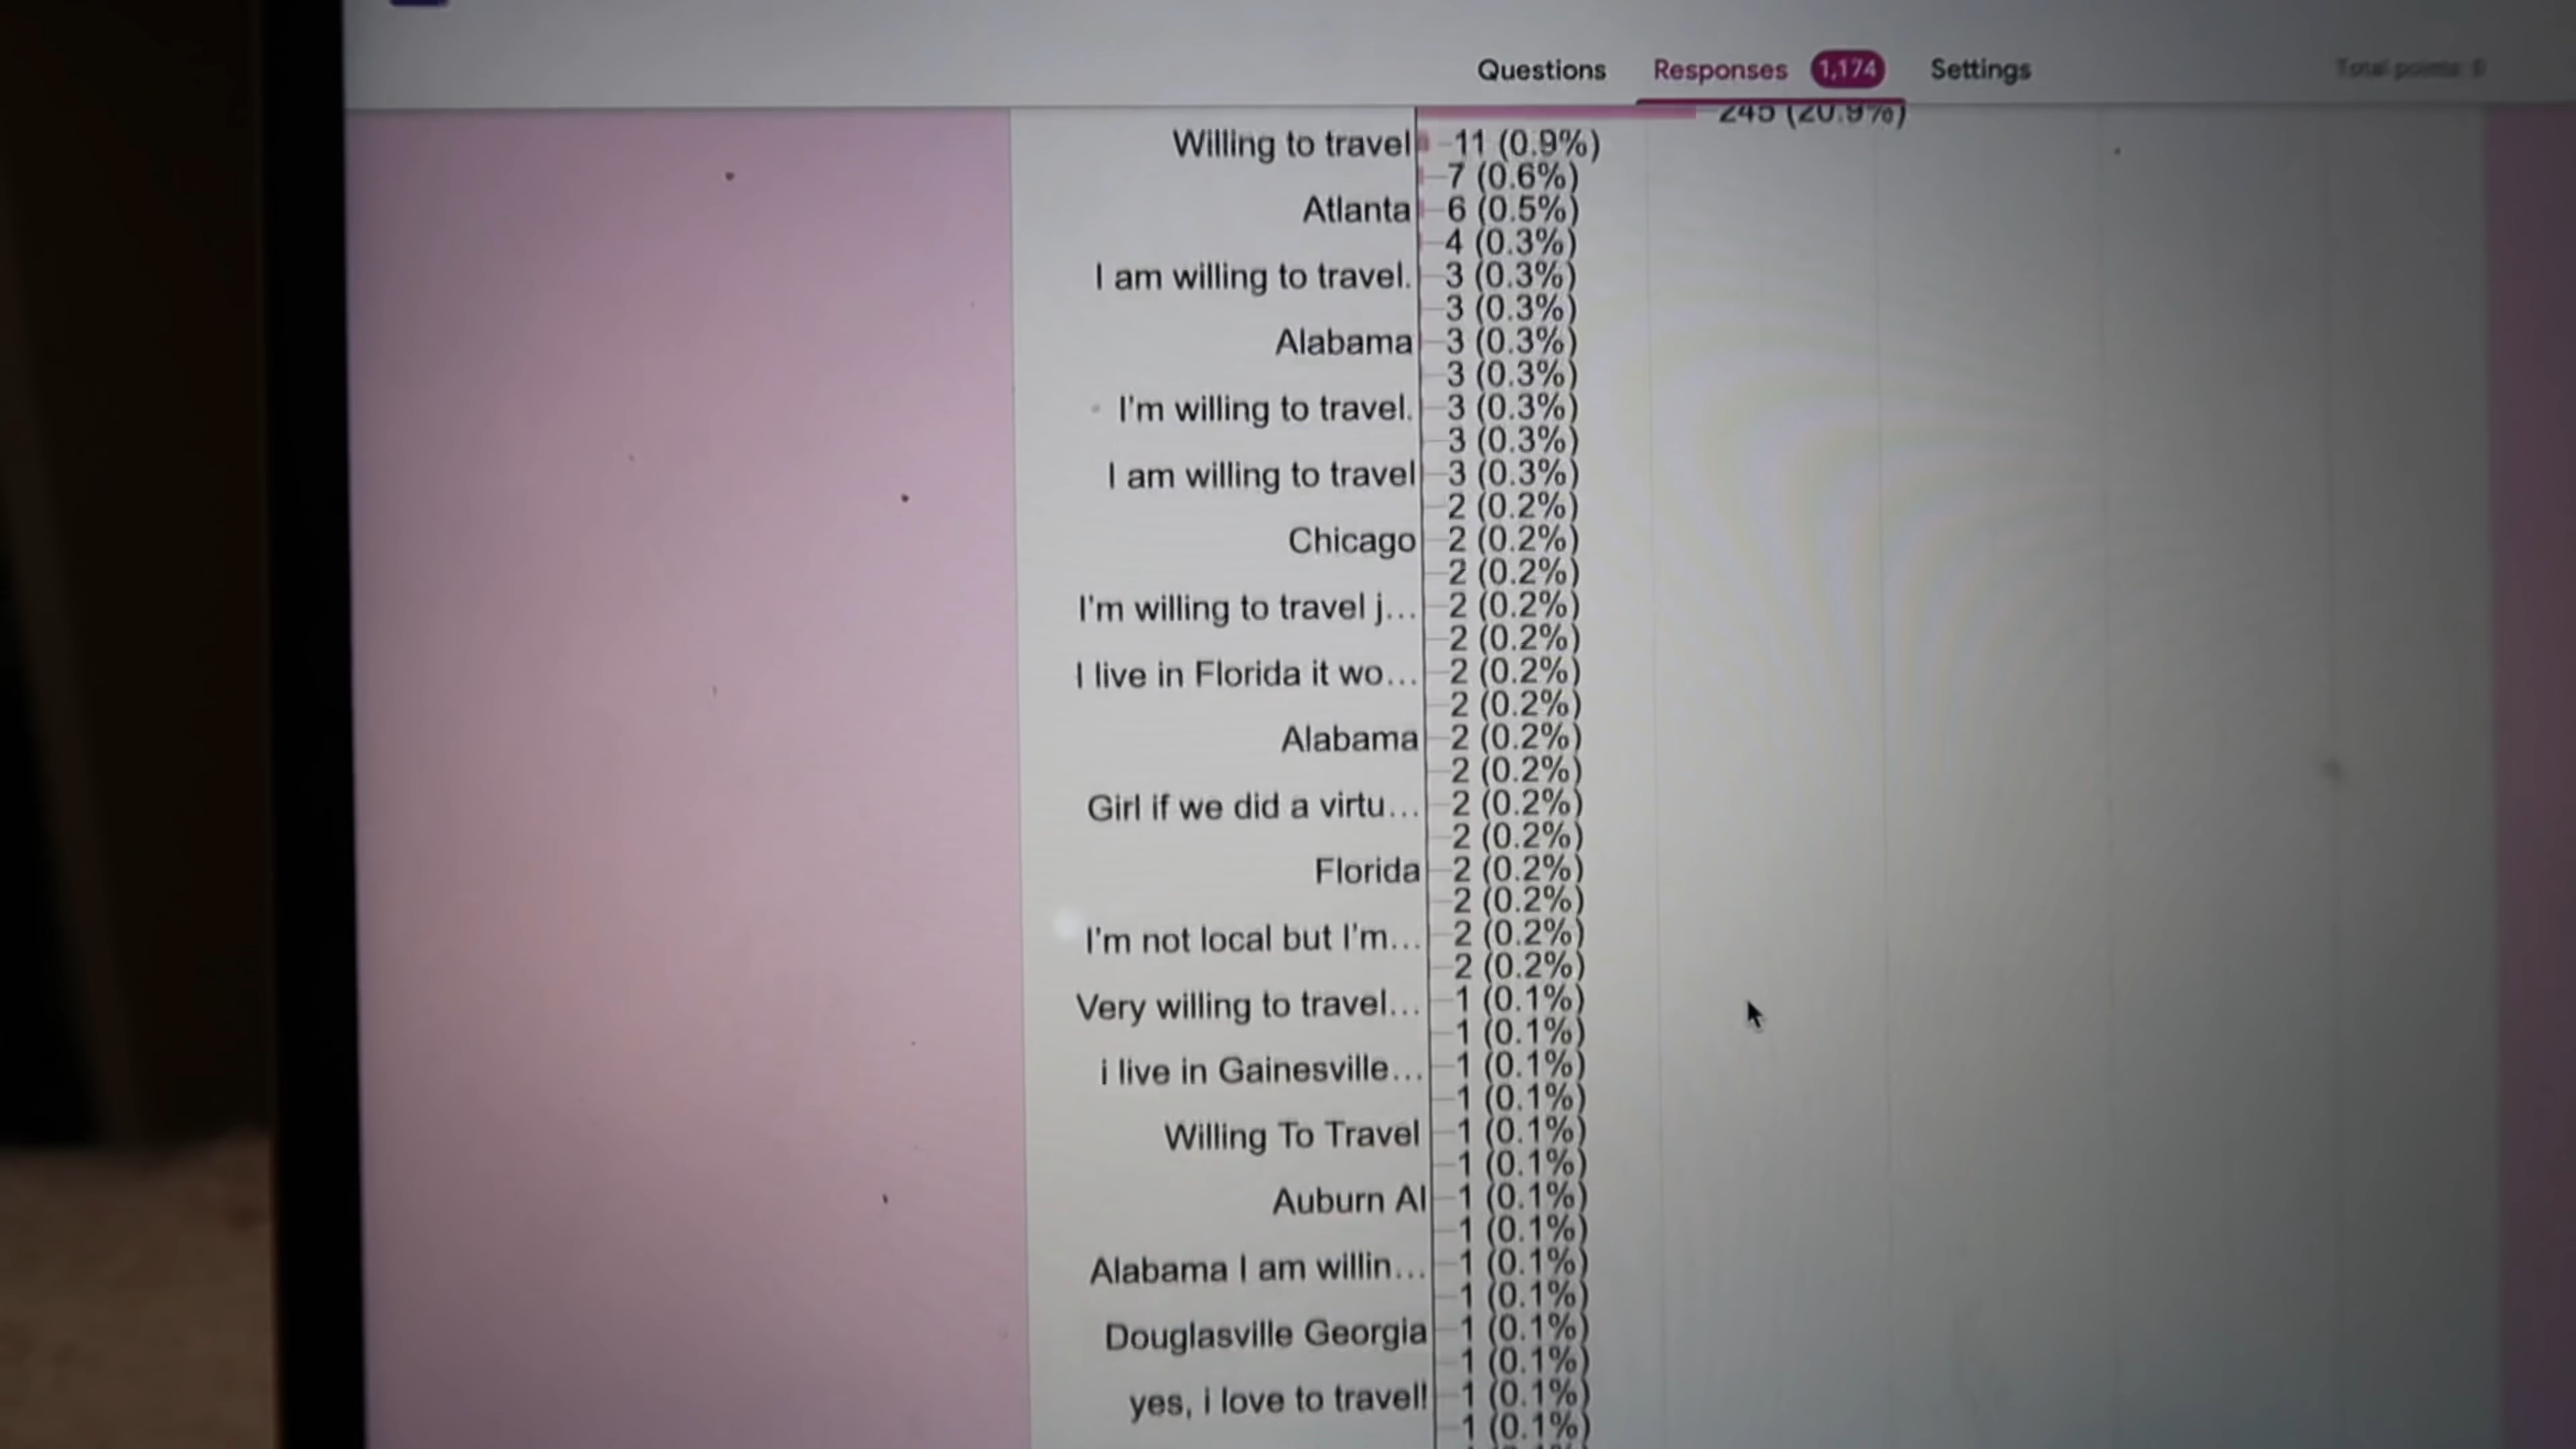 Questions Responses 1,174 Settings Total points: 0
245 (20.9%)
Willing to travel 11 (0.9%)
7 (0.6%)
Atlanta 6 (0.5%)
4 (0.3%)
I am willing to travel. 3 (0.3%)
3 (0.3%)
Alabama 3 (0.3%)
3 (0.3%)
I'm willing to travel. 3 (0.3%)
3 (0.3%)
I am willing to travel 3 (0.3%)
2 (0.2%)
Chicago 2 (0.2%)
2 (0.2%)
I'm willing to travel j... 2 (0.2%)
2 (0.2%)
I live in Florida it wo... 2 (0.2%)
2 (0.2%)
Alabama 2 (0.2%)
2 (0.2%)
Girl if we did a virtu... 2 (0.2%)
2 (0.2%)
Florida 2 (0.2%)
2 (0.2%)
I'm not local but I'm... 2 (0.2%)
2 (0.2%)
Very willing to travel... 1 (0.1%)
1 (0.1%)
i live in Gainesville... 1 (0.1%)
1 (0.1%)
Willing To Travel 1 (0.1%)
1 (0.1%)
Auburn Al 1 (0.1%)
1 (0.1%)
Alabama I am willin... 1 (0.1%)
1 (0.1%)
Douglasville Georgia 1 (0.1%)
1 (0.1%)
yes, i love to travel! 1 (0.1%)
1 (0.1%)